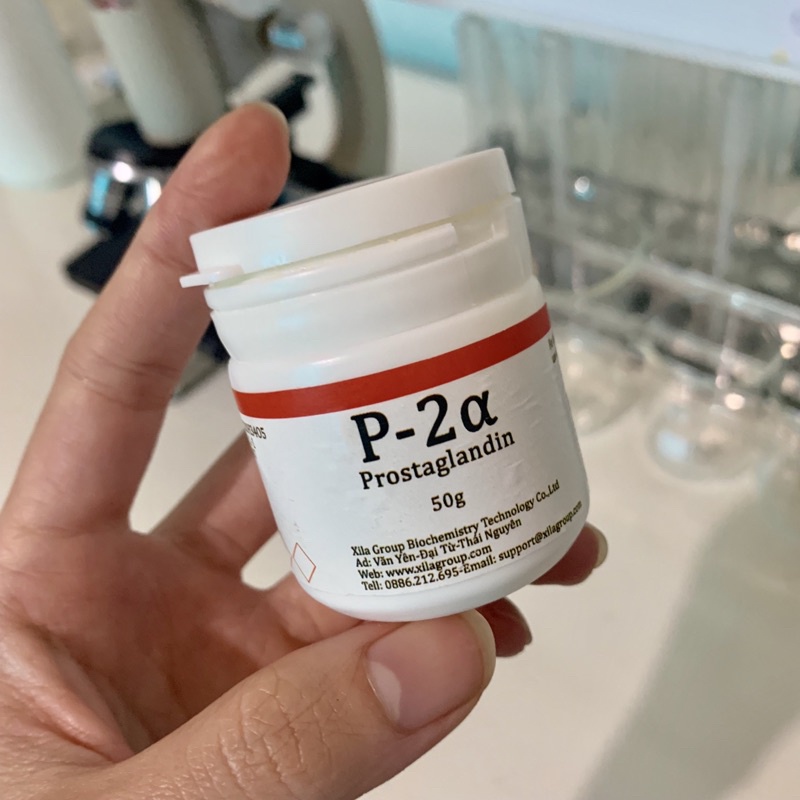 P-2α
Prostaglandin
50g
Xila Group Biochemistry Technology Co.,Ltd
Ad: Văn Yên-Đại Từ-Thái Nguyên
Web: www.xilagroup.com
Tell: 0886.212.695-Email: support@xilagroup.com